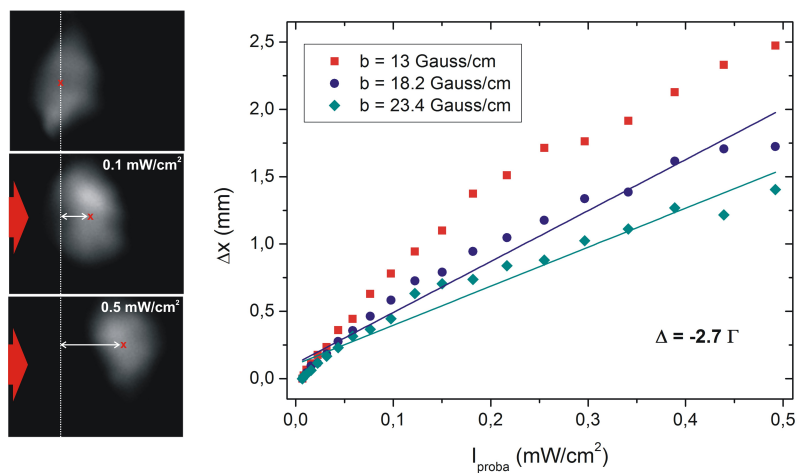 x
0.1 mW/cm²
x
0.5 mW/cm²
x
2,5
2,0
1,5
1,0
0,5
0,0
Δx (mm)
b = 13 Gauss/cm
b = 18.2 Gauss/cm
b = 23.4 Gauss/cm
Δ = -2.7 Γ
0,0 0,1 0,2 0,3 0,4 0,5
I_proba (mW/cm²)